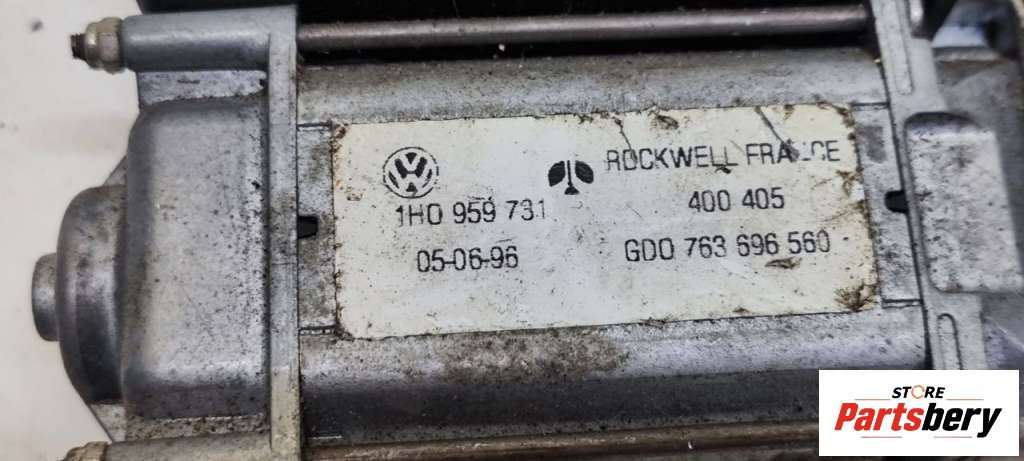 ROCKWELL FRANCE
1H0 959 731
400 405
05-06-96
GD0 763 696 560
STORE
Partsbery